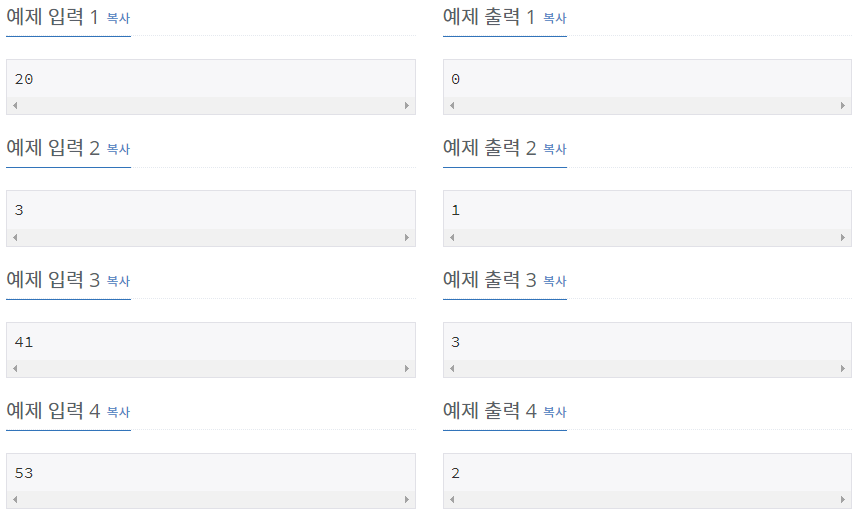 예제 입력 1 복사
예제 출력 1 복사
20
0
예제 입력 2 복사
예제 출력 2 복사
3
1
예제 입력 3 복사
예제 출력 3 복사
41
3
예제 입력 4 복사
예제 출력 4 복사
53
2